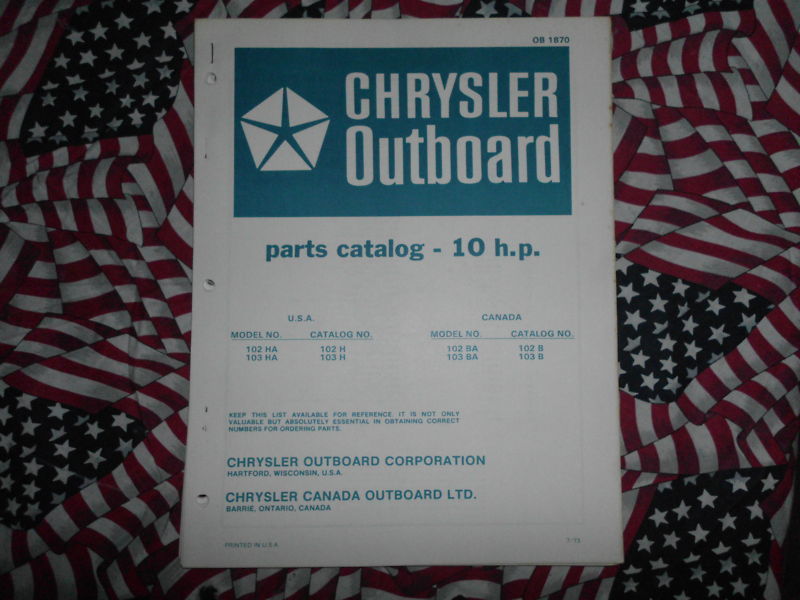 OB 1870
CHRYSLER
Outboard
parts catalog - 10 h.p.
U.S.A. CANADA
MODEL NO. CATALOG NO. MODEL NO. CATALOG NO.
102 HA 102 H 102 BA 102 B
103 HA 103 H 103 BA 103 B
KEEP THIS LIST AVAILABLE FOR REFERENCE. IT IS NOT ONLY
VALUABLE BUT ABSOLUTELY ESSENTIAL IN OBTAINING CORRECT
NUMBERS FOR ORDERING PARTS.
CHRYSLER OUTBOARD CORPORATION
HARTFORD, WISCONSIN, U.S.A.
CHRYSLER CANADA OUTBOARD LTD.
BARRIE, ONTARIO, CANADA
PRINTED IN U.S.A. 7/73